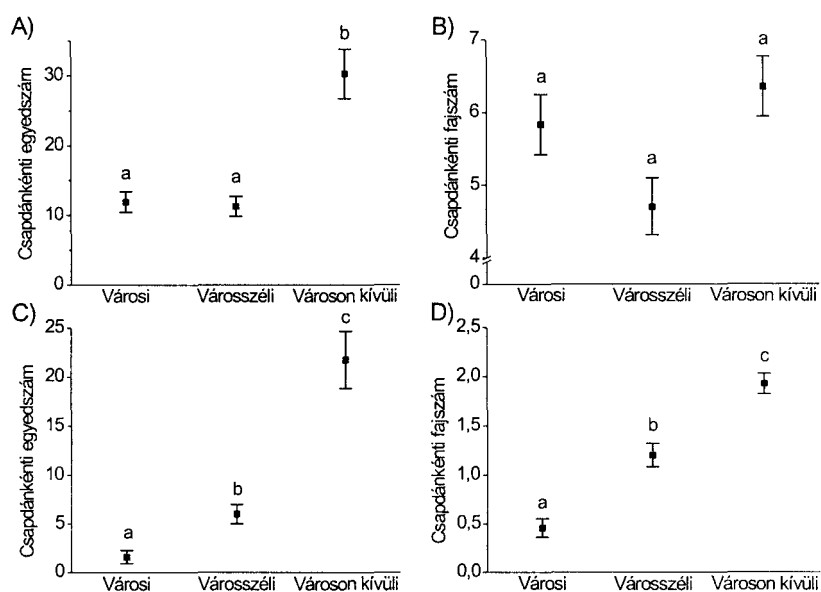 A)
Csapdánkénti egyedszám
30
20
10
0
a
a
b
Városi
Városszéli
Városon kívüli
B)
Csapdánkénti fajszám
7
6
5
4
0
a
a
a
Városi
Városszéli
Városon kívüli
C)
Csapdánkénti egyedszám
25
20
15
10
5
0
a
b
c
Városi
Városszéli
Városon kívüli
D)
Csapdánkénti fajszám
2,5
2,0
1,5
1,0
0,5
0,0
a
b
c
Városi
Városszéli
Városon kívüli